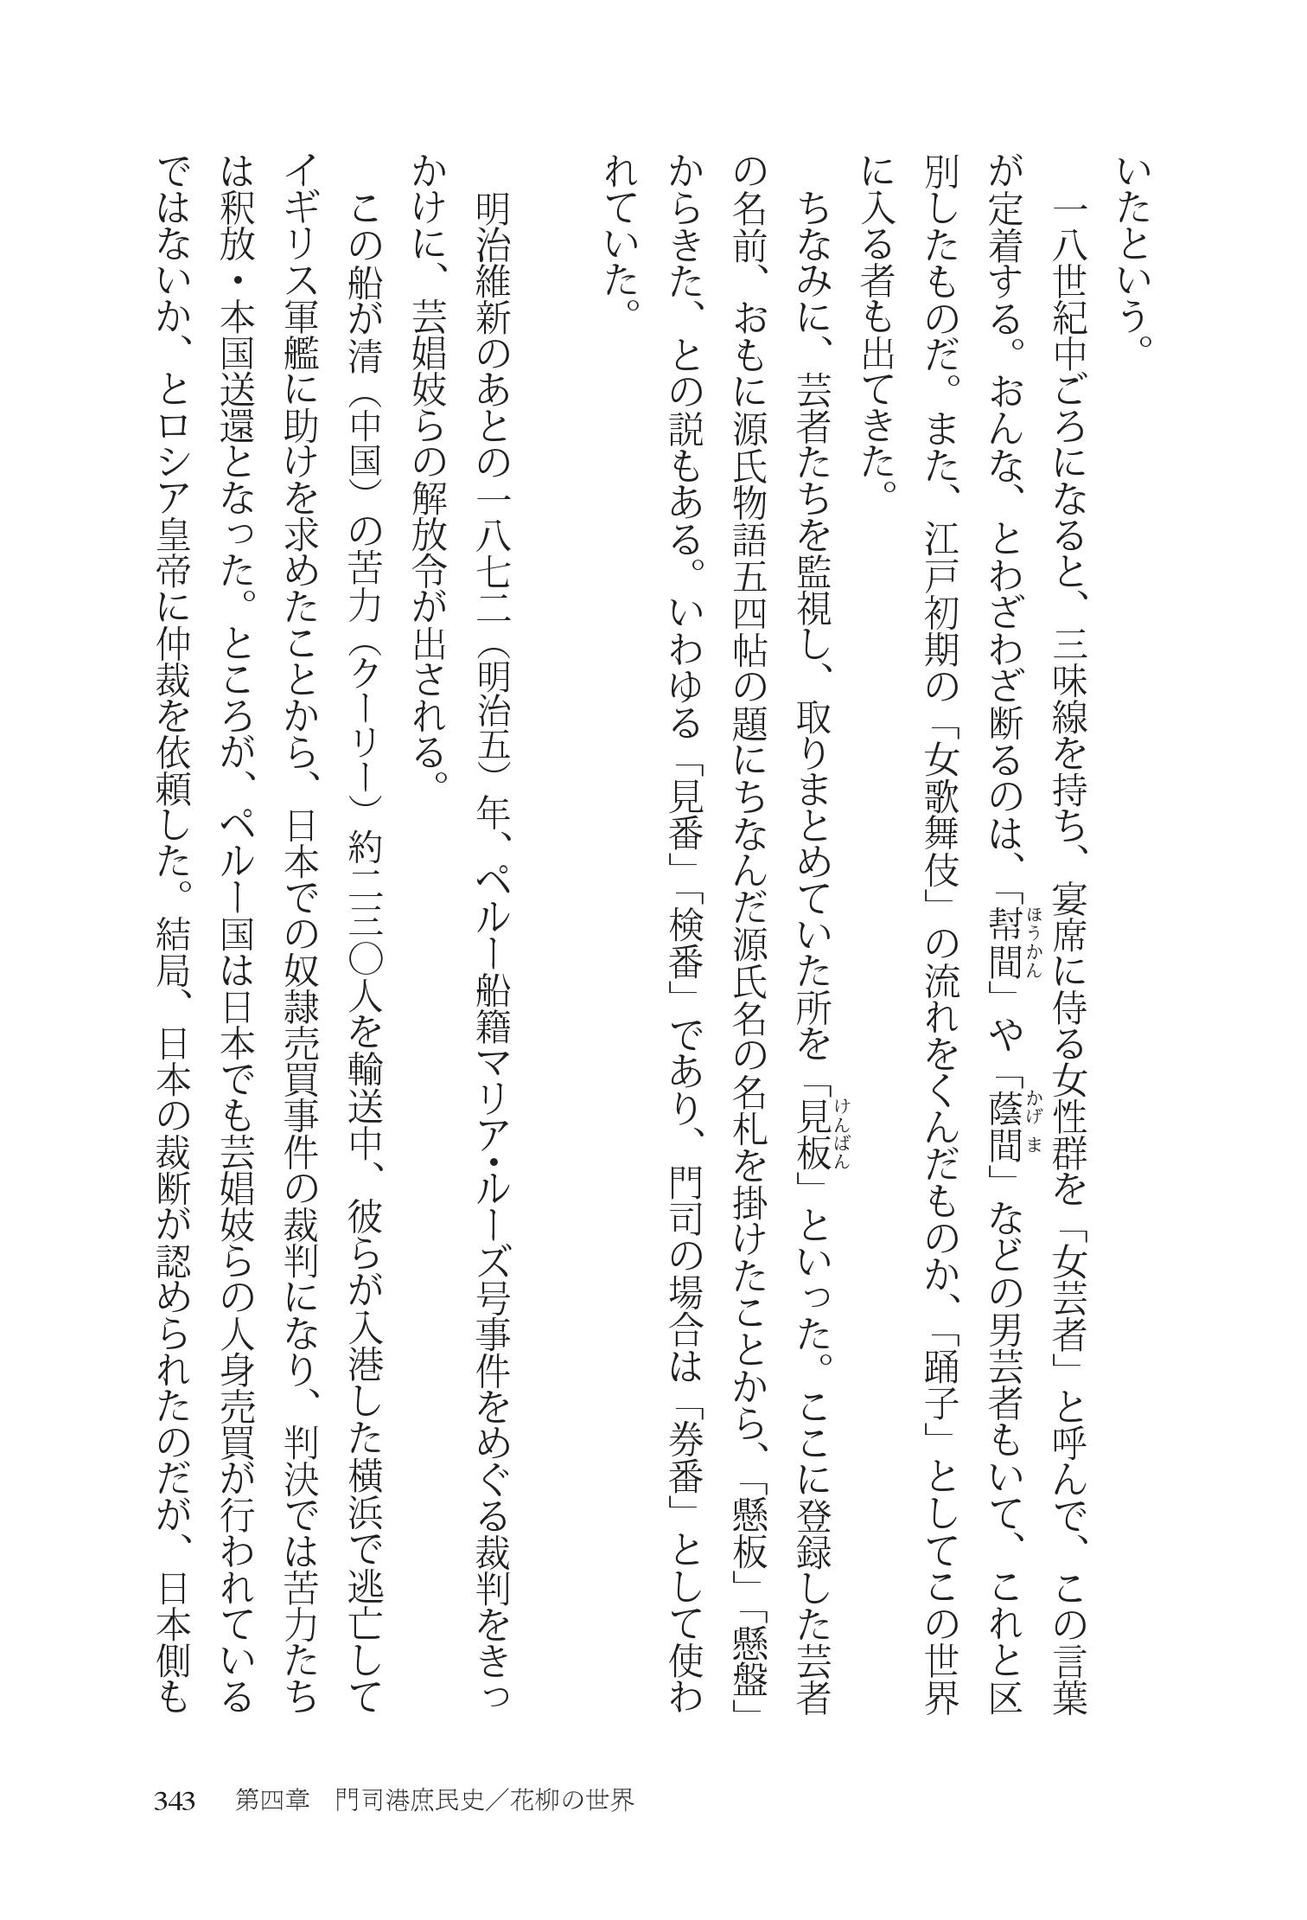 いたという。
　一八世紀中ごろになると、三味線を持ち、宴席に侍る女性群を「女芸者」と呼んで、この言葉
が定着する。おんな、とわざわざ断るのは、「幇間」や「蔭間」などの男芸者もいて、これと区
別したものだ。また、江戸初期の「女歌舞伎」の流れをくんだものか、「踊子」としてこの世界
に入る者も出てきた。
　ちなみに、芸者たちを監視し、取りまとめていた所を「見板」といった。ここに登録した芸者
の名前、おもに源氏物語五四帖の題にちなんだ源氏名の名札を掛けたことから、「懸板」「懸盤」
からきた、との説もある。いわゆる「見番」「検番」であり、門司の場合は「券番」として使わ
れていた。
　明治維新のあとの一八七二（明治五）年、ペルー船籍マリア・ルーズ号事件をめぐる裁判をきっ
かけに、芸娼妓らの解放令が出される。
　この船が清（中国）の苦力（クーリー）約二三〇人を輸送中、彼らが入港した横浜で逃亡して
イギリス軍艦に助けを求めたことから、日本での奴隷売買事件の裁判になり、判決では苦力たち
は釈放・本国送還となった。ところが、ペルー国は日本でも芸娼妓らの人身売買が行われている
ではないか、とロシア皇帝に仲裁を依頼した。結局、日本の裁断が認められたのだが、日本側も
ほうかん
かげま
けんばん
343　第四章　門司港庶民史／花柳の世界